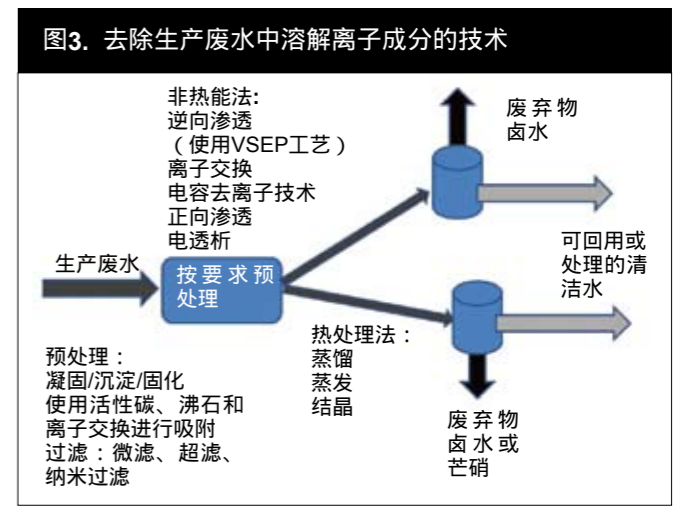 图3. 去除生产废水中溶解离子成分的技术
非热能法:
逆向渗透
（使用VSEP工艺）
离子交换
电容去离子技术
正向渗透
电透析
废弃物
卤水
生产废水
按要求预
处理
可回用或
处理的清
洁水
预处理：
凝固/沉淀/固化
使用活性碳、沸石和
离子交换进行吸附
过滤：微滤、超滤、
纳米过滤
热处理法：
蒸馏
蒸发
结晶
废弃物
卤水或
芒硝